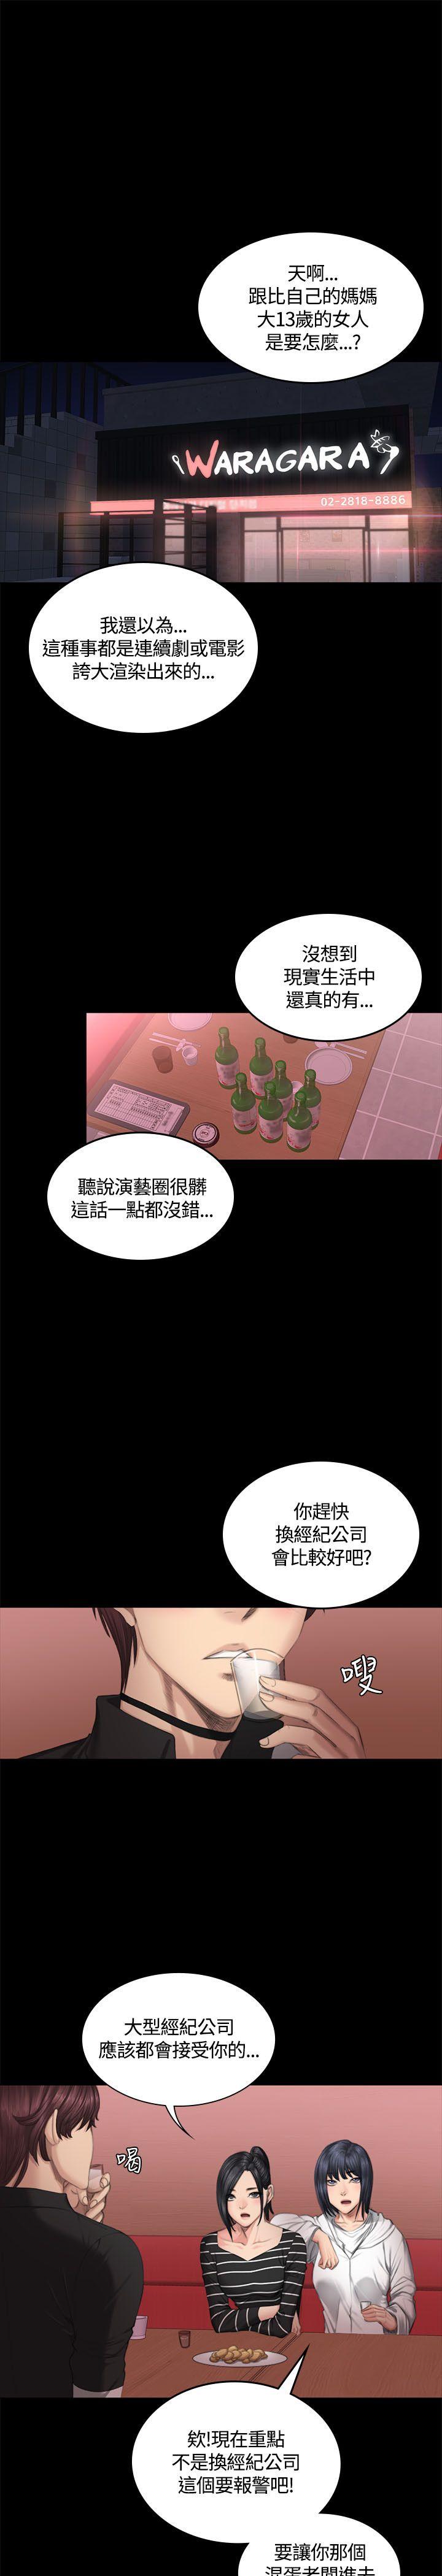 天啊...
跟比自己的媽媽
大13歲的女人
是要怎麼...?
WARAGARA
02-2818-8886
我還以為...
這種事都是連續劇或電影
誇大渲染出來的...
沒想到
現實生活中
還真的有...
聽說演藝圈很髒
這話一點都沒錯...
你趕快
換經紀公司
會比較好吧?
嗖
大型經紀公司
應該都會接受你的...
喝
欸!現在重點
不是換經紀公司
這個要報警吧!
要讓你那個
混蛋老闆進去